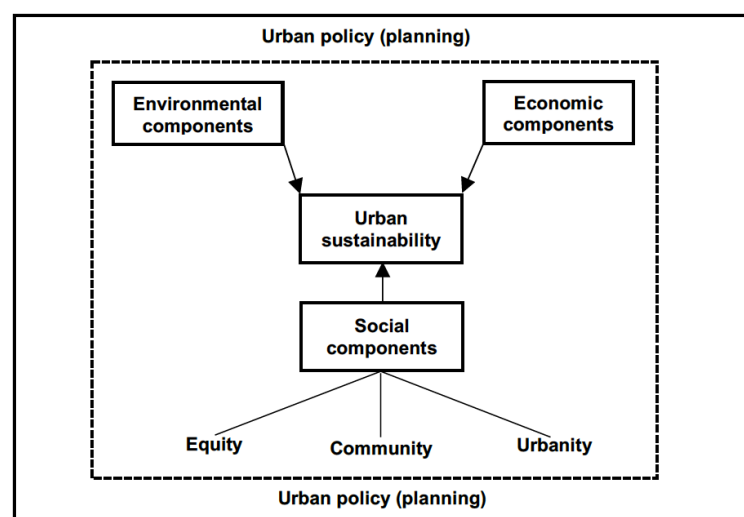 Urban policy (planning)
Environmental
components
Economic
components
Urban
sustainability
Social
components
Equity
Community
Urbanity
Urban policy (planning)